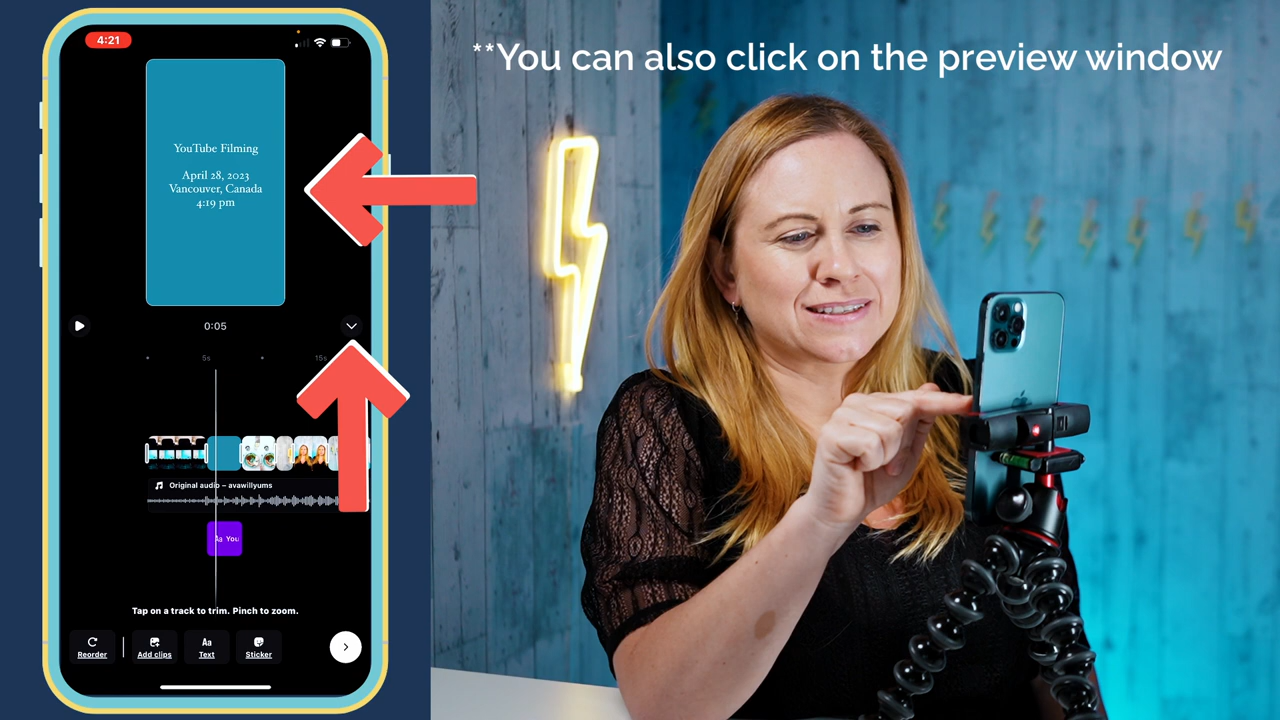 4:21
**You can also click on the preview window
YouTube Filming
April 28, 2023
Vancouver, Canada
4:19 pm
0:05
5s
15s
Original audio – avawillyums
Aa You
Tap on a track to trim. Pinch to zoom.
Reorder
Add clips
Aa
Text
Sticker